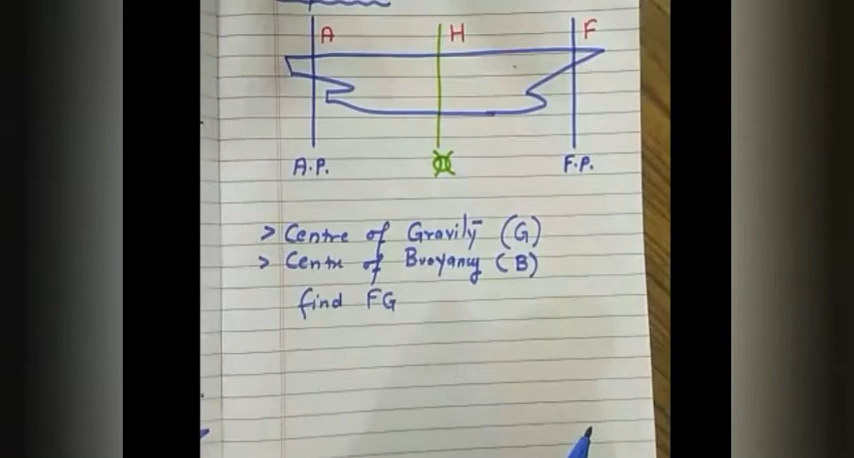 A H F
A.P. F.P.
> Centre of Gravity (G)
> Centre of Buoyancy (B)
find FG